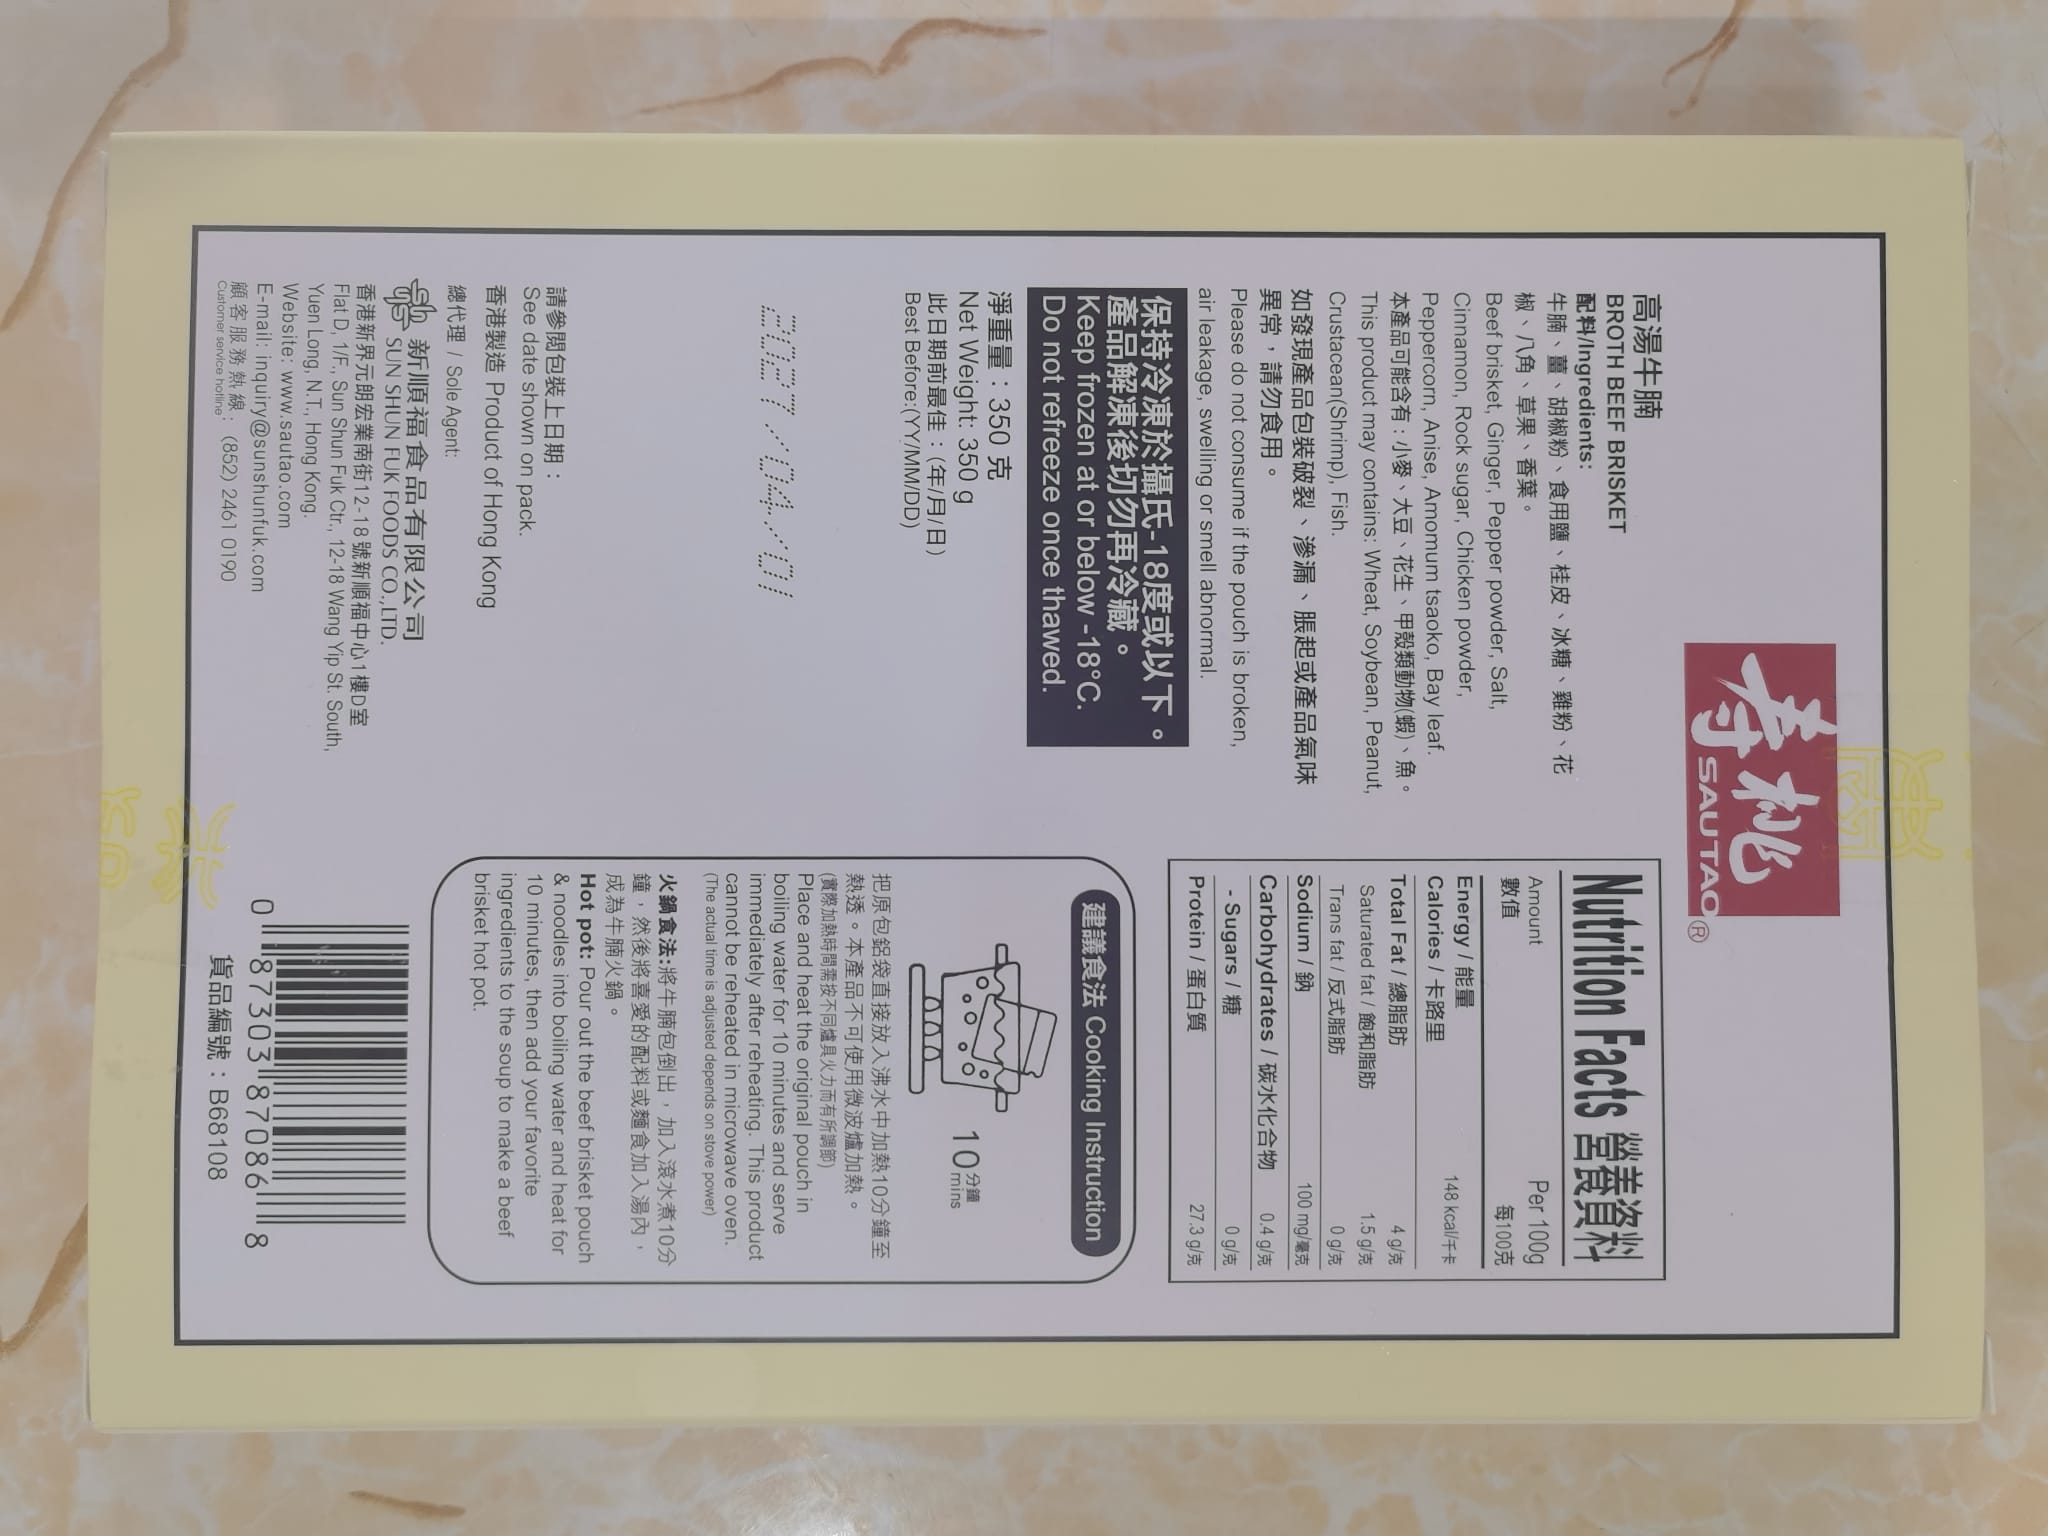 寿桃
SAU TAO®
高湯牛腩
BROTH BEEF BRISKET
配料/Ingredients:
牛腩、薑、胡椒粉、食用鹽、桂皮、冰糖、雞粉、花
椒、八角、草果、香葉。
Beef brisket, Ginger, Pepper powder, Salt,
Cinnamon, Rock sugar, Chicken powder,
Peppercorn, Anise, Amomum tsaoko, Bay leaf.
本產品可能含有:小麥、大豆、花生、甲殼類動物(蝦)、魚。
This product may contains: Wheat, Soybean, Peanut,
Crustacean(Shrimp), Fish.
如發現產品包裝破裂、滲漏、脹起或產品氣味
異常，請勿食用。
Please do not consume if the pouch is broken,
air leakage, swelling or smell abnormal.
保持冷凍於攝氏-18度或以下。
產品解凍後切勿再冷藏。
Keep frozen at or below -18°C.
Do not refreeze once thawed.
淨重量：350 克
Net Weight: 350 g
此日期前最佳：(年/月/日)
Best Before:(YY/MM/DD)
2027/04/01
請參閱包裝上日期：
See date shown on pack.
香港製造 Product of Hong Kong
總代理 / Sole Agent:
新順福食品有限公司
SUN SHUN FUK FOODS CO.,LTD.
香港新界元朗宏業南街12-18號新順福中心1樓D室
Flat D, 1/F., Sun Shun Fuk Ctr., 12-18 Wang Yip St. South,
Yuen Long, N.T., Hong Kong.
Website: www.sautao.com
E-mail: inquiry@sunshunfuk.com
顧客服務熱線: (852) 2461 0190
Customer service hotline
Nutrition Facts 營養資料
Amount Per 100g
數值 每100克
Energy / 能量
Calories / 卡路里 148 kcal/千卡
Total Fat / 總脂肪 4 g/克
Saturated fat / 飽和脂肪 1.5 g/克
Trans fat / 反式脂肪 0 g/克
Sodium / 鈉 100 mg/毫克
Carbohydrates / 碳水化合物 0.4 g/克
- Sugars / 糖 0 g/克
Protein / 蛋白質 27.3 g/克
建議食法 Cooking Instruction
10 分鐘
mins
把原包鋁袋直接放入沸水中加熱10分鐘至
熱透。本產品不可使用微波爐加熱。
(實際加熱時間需按不同爐具火力而有所調節)
Place and heat the original pouch in
boiling water for 10 minutes and serve
immediately after reheating. This product
cannot be reheated in microwave oven.
(The actual time is adjusted depends on stove power)
火鍋食法:將牛腩包倒出，加入滾水煮10分
鐘，然後將喜愛的配料或麵食加入湯內，
成為牛腩火鍋。
Hot pot: Pour out the beef brisket pouch
& noodles into boiling water and heat for
10 minutes, then add your favorite
ingredients to the soup to make a beef
brisket hot pot.
0 87303 87086 8
貨品編號：B68108